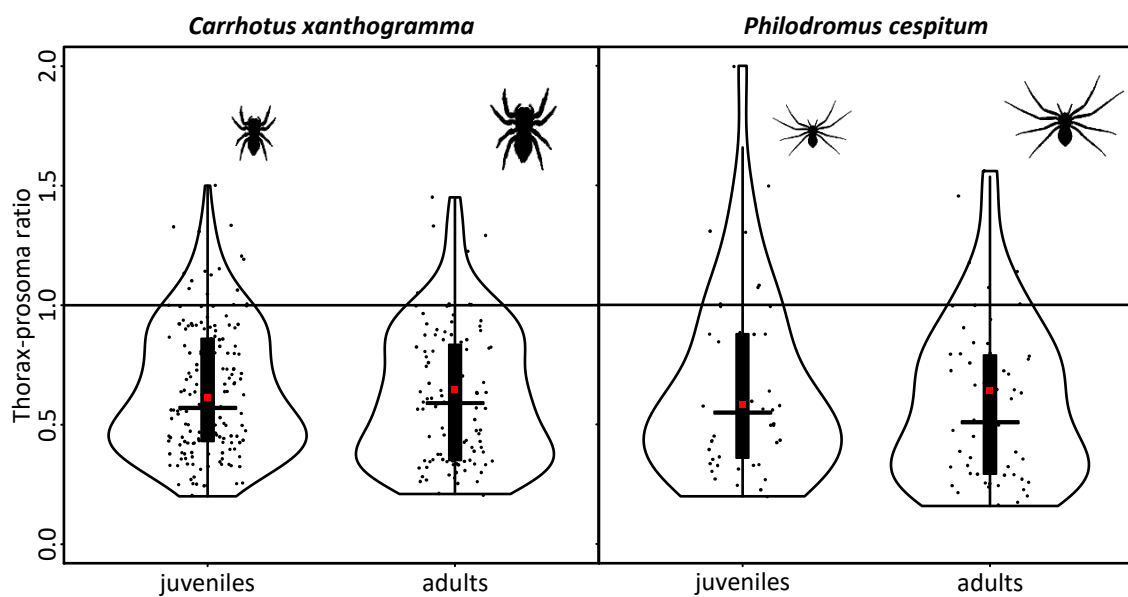 Carrhotus xanthogramma
Philodromus cespitum
Thorax-prosoma ratio
2.0
1.5
1.0
0.5
0.0
juveniles
adults
juveniles
adults